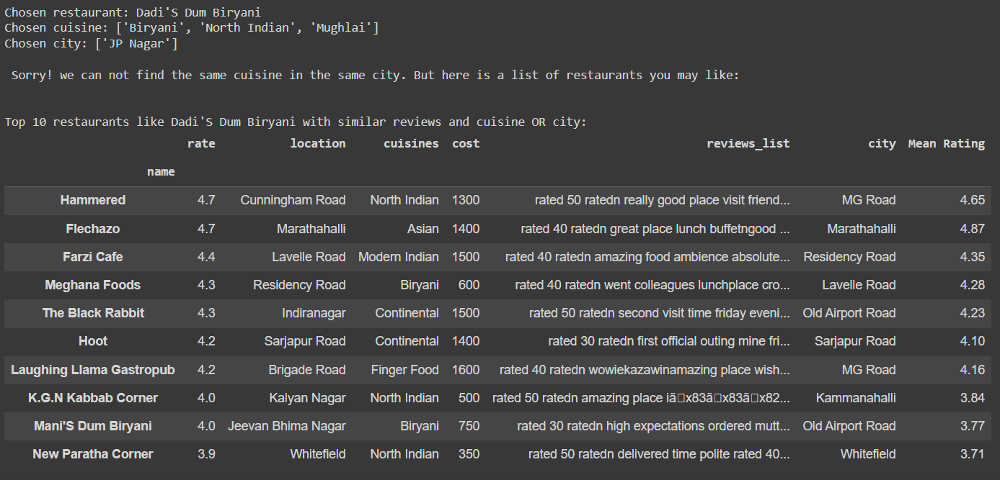 Chosen restaurant: Dadi'S Dum Biryani
Chosen cuisine: ['Biryani', 'North Indian', 'Mughlai']
Chosen city: ['JP Nagar']
Sorry! we can not find the same cuisine in the same city. But here is a list of restaurants you may like:
Top 10 restaurants like Dadi'S Dum Biryani with similar reviews and cuisine OR city:
rate location cuisines cost reviews_list city Mean Rating
name
Hammered 4.7 Cunningham Road North Indian 1300 rated 50 ratedn really good place visit friend... MG Road 4.65
Flechazo 4.7 Marathahalli Asian 1400 rated 40 ratedn great place lunch buffetngood ... Marathahalli 4.87
Farzi Cafe 4.4 Lavelle Road Modern Indian 1500 rated 40 ratedn amazing food ambience absolute... Residency Road 4.35
Meghana Foods 4.3 Residency Road Biryani 600 rated 40 ratedn went colleagues lunchplace cro... Lavelle Road 4.28
The Black Rabbit 4.3 Indiranagar Continental 1500 rated 50 ratedn second visit time friday eveni... Old Airport Road 4.23
Hoot 4.2 Sarjapur Road Continental 1400 rated 30 ratedn first official outing mine fri... Sarjapur Road 4.10
Laughing Llama Gastropub 4.2 Brigade Road Finger Food 1600 rated 40 ratedn wowiekazawinamazing place wish... MG Road 4.16
K.G.N Kabbab Corner 4.0 Kalyan Nagar North Indian 500 rated 50 ratedn amazing place iã□x83ã□x83ã□x82... Kammanahalli 3.84
Mani'S Dum Biryani 4.0 Jeevan Bhima Nagar Biryani 750 rated 30 ratedn high expectations ordered mutt... Old Airport Road 3.77
New Paratha Corner 3.9 Whitefield North Indian 350 rated 50 ratedn delivered time polite rated 40... Whitefield 3.71